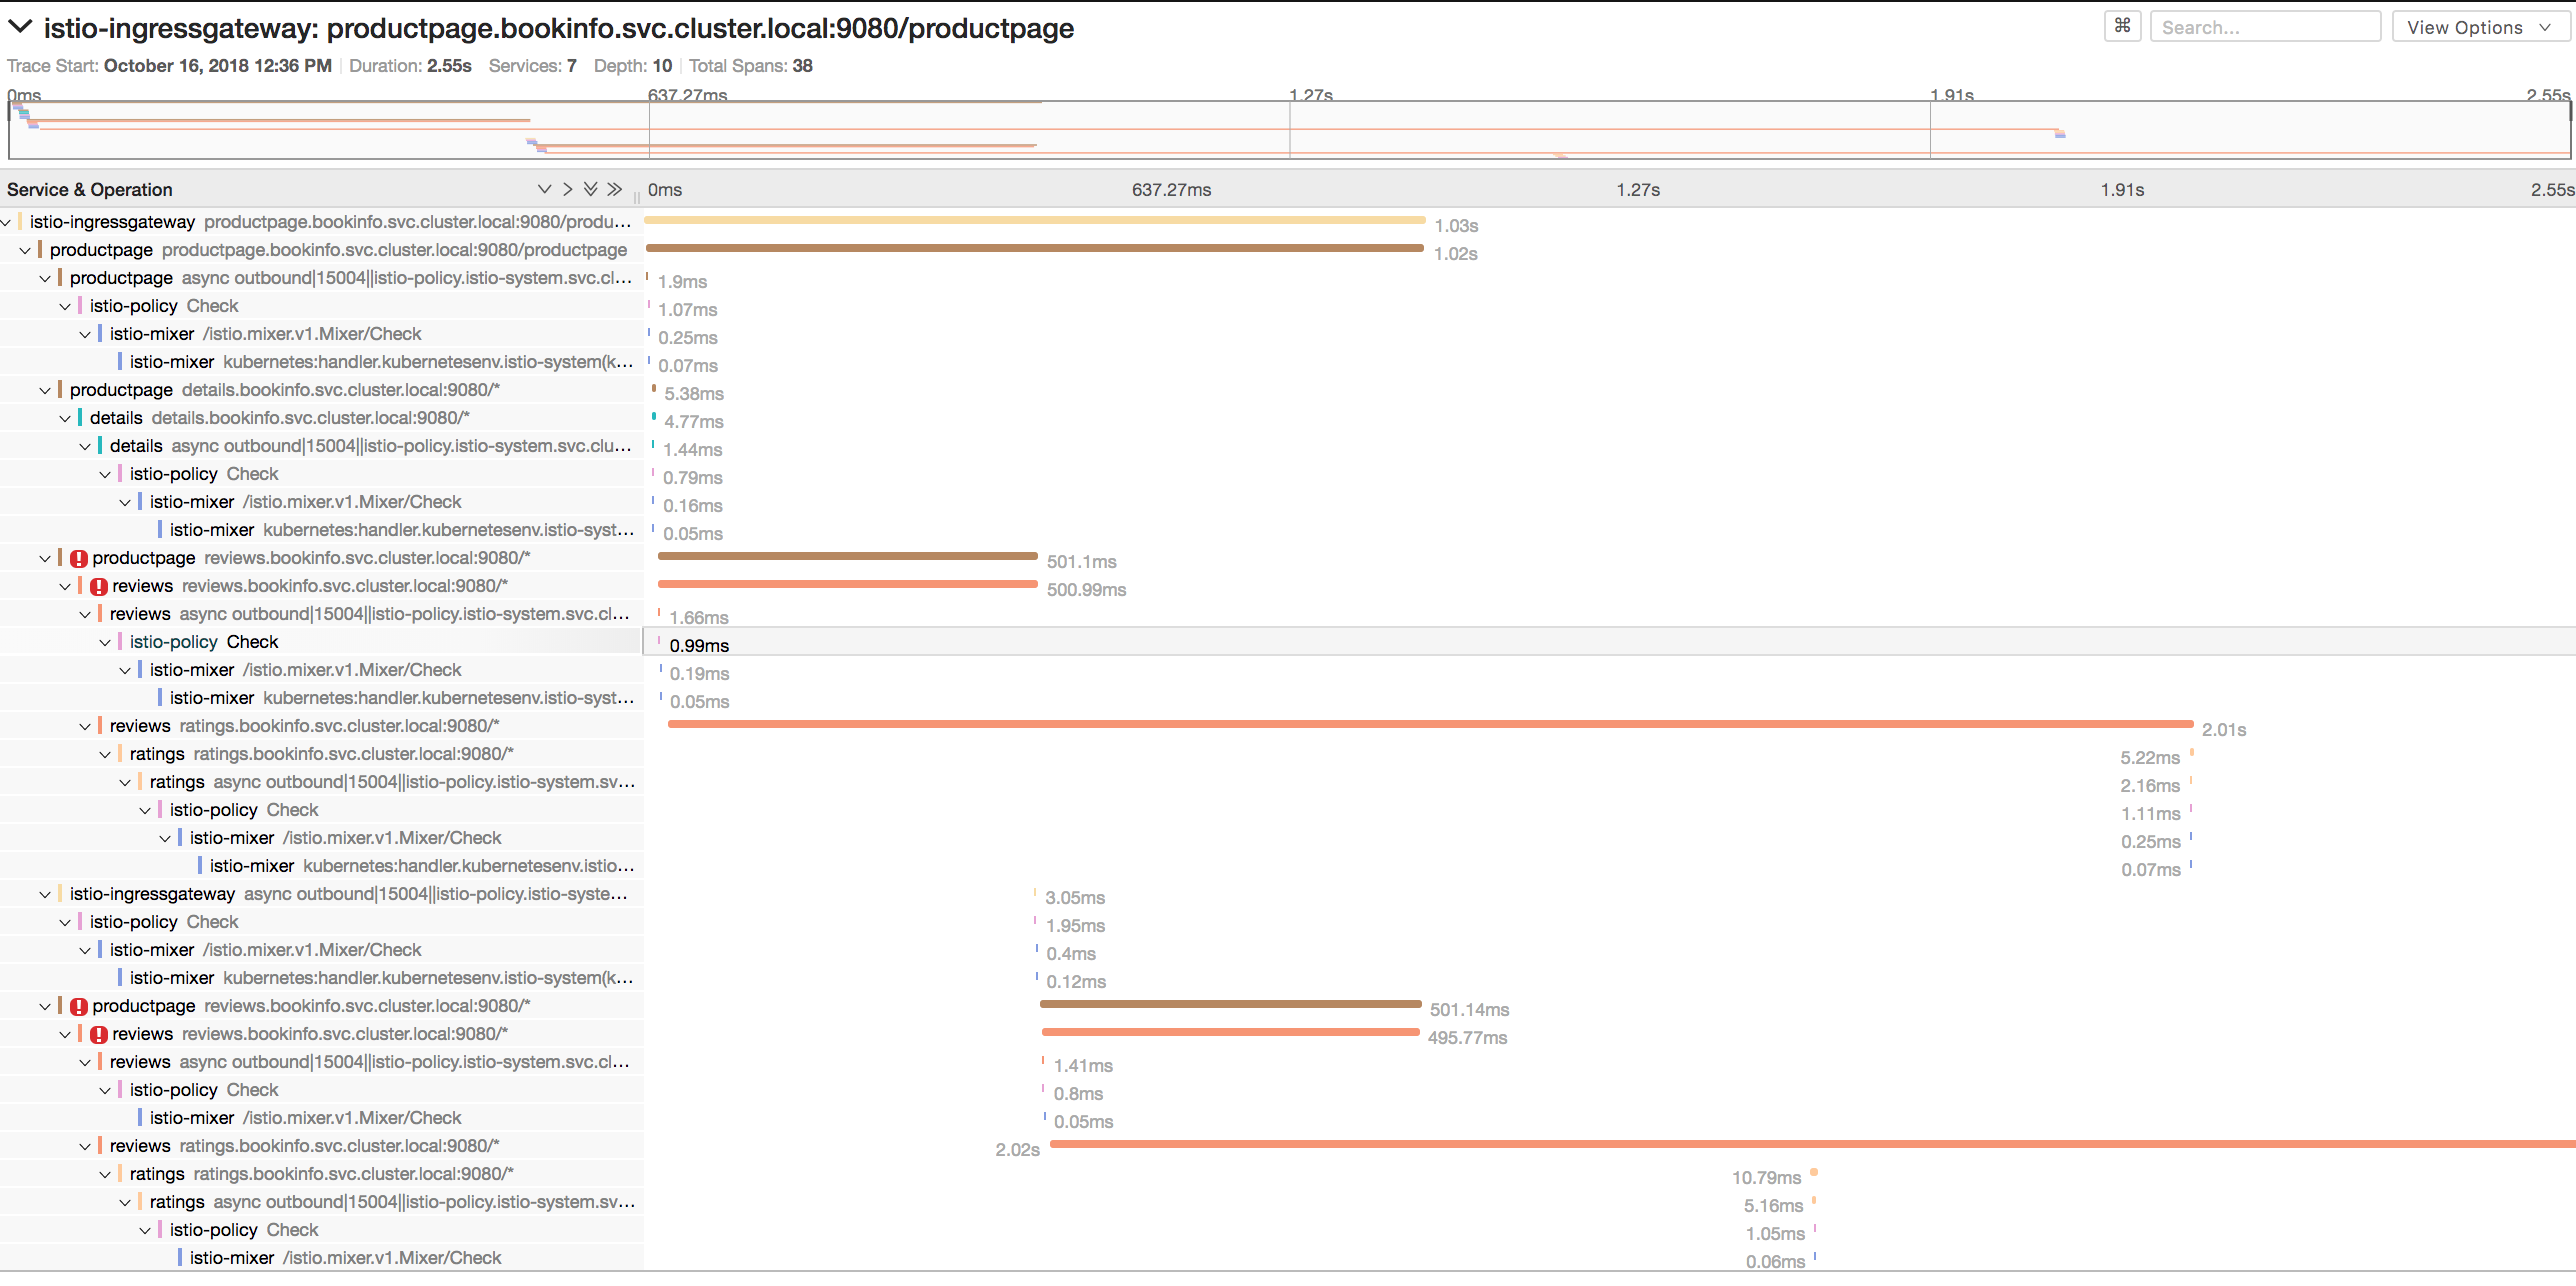 istio-ingressgateway: productpage.bookinfo.svc.cluster.local:9080/productpage
⌘ Search... View Options
Trace Start: October 16, 2018 12:36 PM Duration: 2.55s Services: 7 Depth: 10 Total Spans: 38
0ms 637.27ms 1.27s 1.91s 2.55s
Service & Operation 0ms 637.27ms 1.27s 1.91s 2.55s
istio-ingressgateway productpage.bookinfo.svc.cluster.local:9080/produ... 1.03s
productpage productpage.bookinfo.svc.cluster.local:9080/productpage 1.02s
productpage async outbound|15004||istio-policy.istio-system.svc.cl... 1.9ms
istio-policy Check 1.07ms
istio-mixer /istio.mixer.v1.Mixer/Check 0.25ms
istio-mixer kubernetes:handler.kubernetesenv.istio-system(k... 0.07ms
productpage details.bookinfo.svc.cluster.local:9080/* 5.38ms
details details.bookinfo.svc.cluster.local:9080/* 4.77ms
details async outbound|15004||istio-policy.istio-system.svc.clu... 1.44ms
istio-policy Check 0.79ms
istio-mixer /istio.mixer.v1.Mixer/Check 0.16ms
istio-mixer kubernetes:handler.kubernetesenv.istio-syst... 0.05ms
productpage reviews.bookinfo.svc.cluster.local:9080/* 501.1ms
reviews reviews.bookinfo.svc.cluster.local:9080/* 500.99ms
reviews async outbound|15004||istio-policy.istio-system.svc.cl... 1.66ms
istio-policy Check 0.99ms
istio-mixer /istio.mixer.v1.Mixer/Check 0.19ms
istio-mixer kubernetes:handler.kubernetesenv.istio-syst... 0.05ms
reviews ratings.bookinfo.svc.cluster.local:9080/* 2.01s
ratings ratings.bookinfo.svc.cluster.local:9080/* 5.22ms
ratings async outbound|15004||istio-policy.istio-system.sv... 2.16ms
istio-policy Check 1.11ms
istio-mixer /istio.mixer.v1.Mixer/Check 0.25ms
istio-mixer kubernetes:handler.kubernetesenv.istio... 0.07ms
istio-ingressgateway async outbound|15004||istio-policy.istio-syste... 3.05ms
istio-policy Check 1.95ms
istio-mixer /istio.mixer.v1.Mixer/Check 0.4ms
istio-mixer kubernetes:handler.kubernetesenv.istio-system(k... 0.12ms
productpage reviews.bookinfo.svc.cluster.local:9080/* 501.14ms
reviews reviews.bookinfo.svc.cluster.local:9080/* 495.77ms
reviews async outbound|15004||istio-policy.istio-system.svc.cl... 1.41ms
istio-policy Check 0.8ms
istio-mixer /istio.mixer.v1.Mixer/Check 0.05ms
reviews ratings.bookinfo.svc.cluster.local:9080/* 2.02s
ratings ratings.bookinfo.svc.cluster.local:9080/* 10.79ms
ratings async outbound|15004||istio-policy.istio-system.sv... 5.16ms
istio-policy Check 1.05ms
istio-mixer /istio.mixer.v1.Mixer/Check 0.06ms